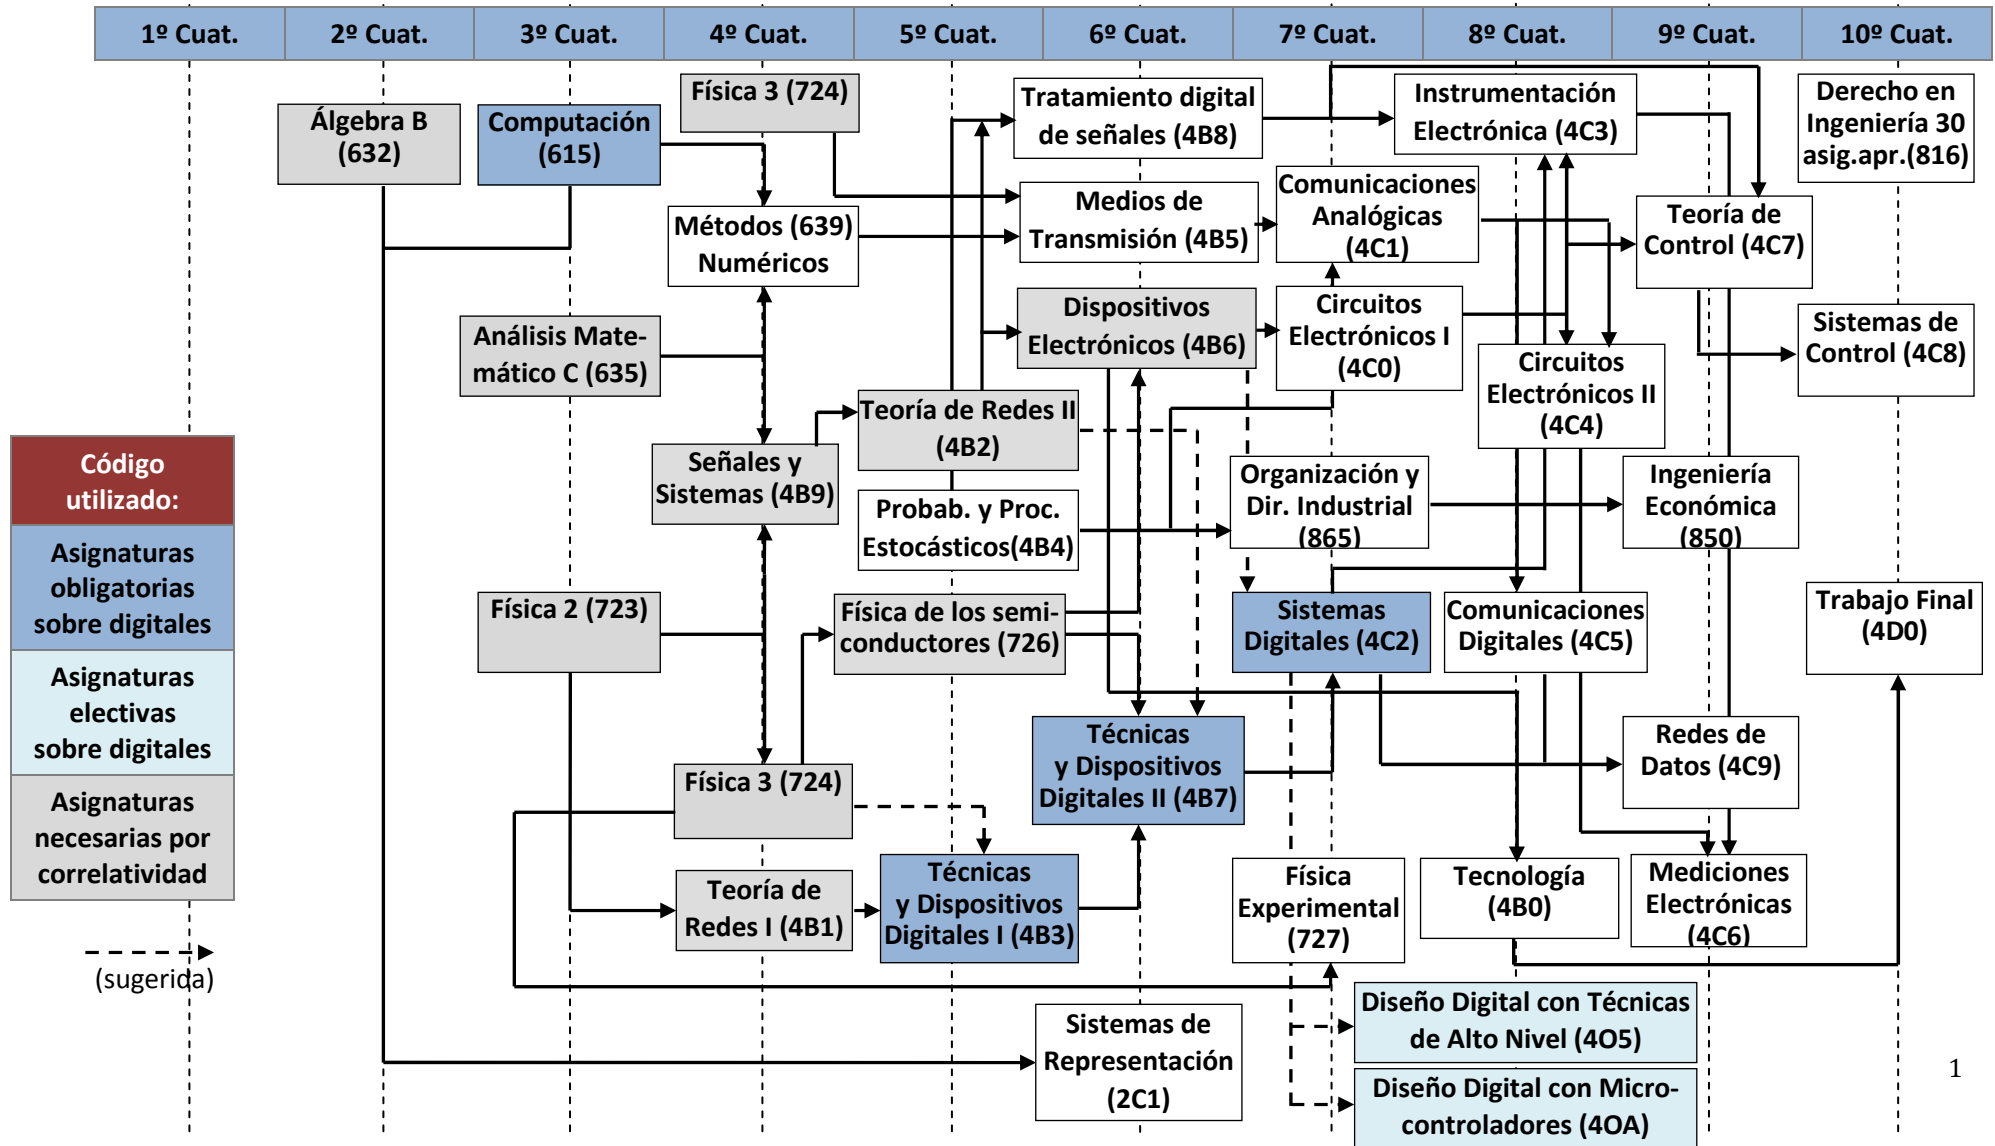 1º Cuat.
2º Cuat.
3º Cuat.
4º Cuat.
5º Cuat.
6º Cuat.
7º Cuat.
8º Cuat.
9º Cuat.
10º Cuat.
Álgebra B
(632)
Computación
(615)
Física 3 (724)
Tratamiento digital
de señales (4B8)
Instrumentación
Electrónica (4C3)
Derecho en
Ingeniería 30
asig.apr.(816)
Métodos (639)
Numéricos
Medios de
Transmisión (4B5)
Comunicaciones
Analógicas
(4C1)
Teoría de
Control (4C7)
Análisis Mate-
mático C (635)
Dispositivos
Electrónicos (4B6)
Circuitos
Electrónicos I
(4C0)
Circuitos
Electrónicos II
(4C4)
Sistemas de
Control (4C8)
Señales y
Sistemas (4B9)
Teoría de Redes II
(4B2)
Probab. y Proc.
Estocásticos(4B4)
Organización y
Dir. Industrial
(865)
Ingeniería
Económica
(850)
Código
utilizado:
Asignaturas
obligatorias
sobre digitales
Asignaturas
electivas
sobre digitales
Asignaturas
necesarias por
correlatividad
(sugerida)
Física 2 (723)
Física de los semi-
conductores (726)
Sistemas
Digitales (4C2)
Comunicaciones
Digitales (4C5)
Trabajo Final
(4D0)
Física 3 (724)
Técnicas
y Dispositivos
Digitales II (4B7)
Redes de
Datos (4C9)
Teoría de
Redes I (4B1)
Técnicas
y Dispositivos
Digitales I (4B3)
Física
Experimental
(727)
Tecnología
(4B0)
Mediciones
Electrónicas
(4C6)
Sistemas de
Representación
(2C1)
Diseño Digital con Técnicas
de Alto Nivel (4O5)
Diseño Digital con Micro-
controladores (4OA)
1